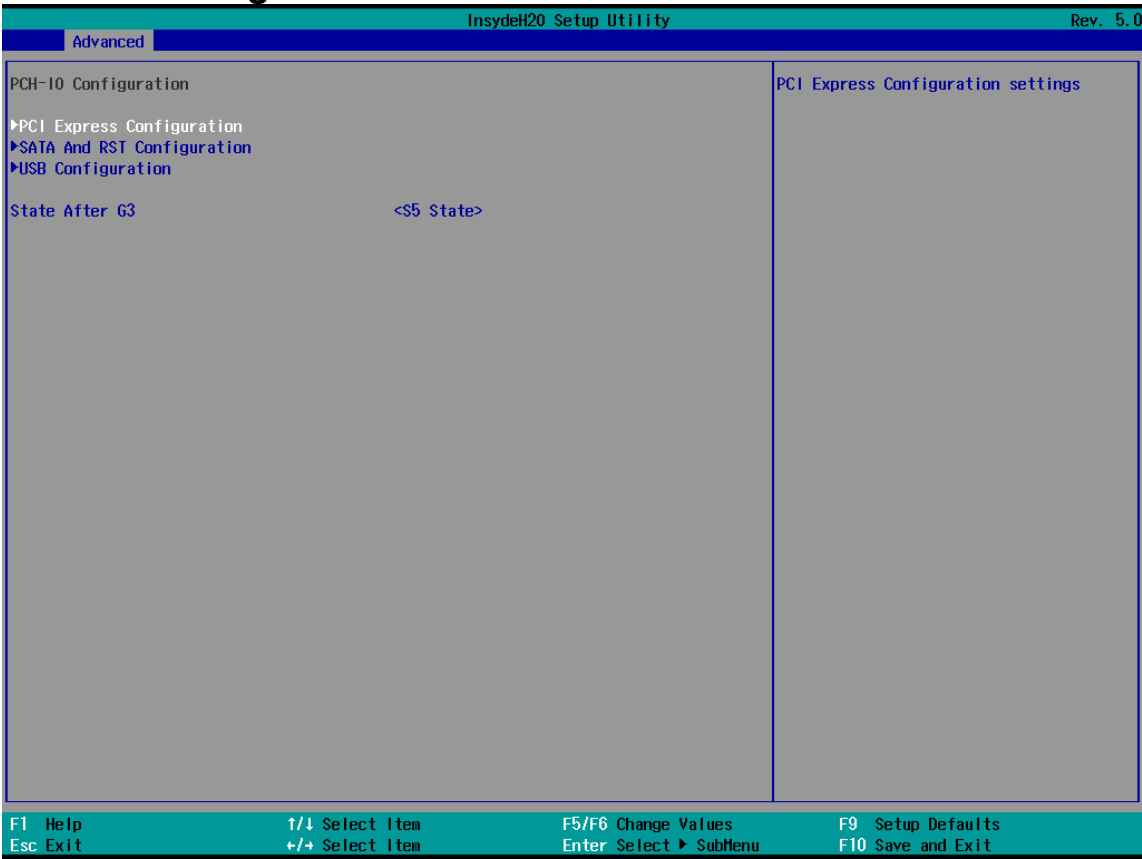 InsydeH20 Setup Utility Rev. 5.0
Advanced
PCH-IO Configuration
PCI Express Configuration settings
▶PCI Express Configuration
▶SATA And RST Configuration
▶USB Configuration
State After G3 <S5 State>
F1 Help ↑/↓ Select Item F5/F6 Change Values F9 Setup Defaults
Esc Exit ←/→ Select Item Enter Select ▶ SubMenu F10 Save and Exit